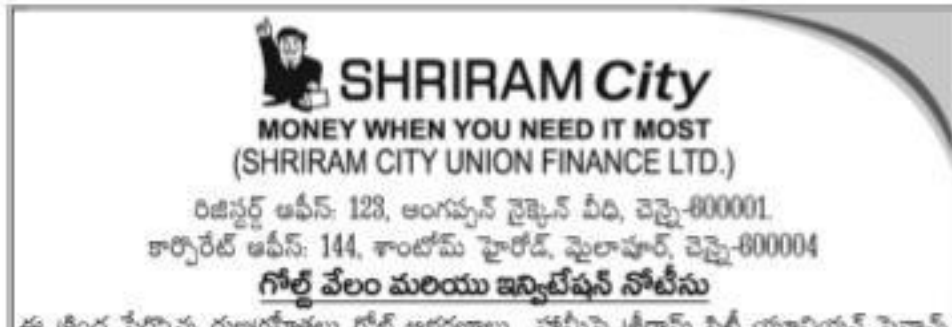 SHRIRAM City
MONEY WHEN YOU NEED IT MOST
(SHRIRAM CITY UNION FINANCE LTD.)
రిజిస్టర్డ్ ఆఫీస్: 123, అంగప్పన్ నైక్కెన్ వీధి, చెన్నై-600001.
కార్పొరేట్ ఆఫీస్: 144, శాంటోమ్ హైరోడ్, మైలాపూర్, చెన్నై-600004
గోల్డ్ వేలం మరియు ఇన్విటేషన్ నోటీసు